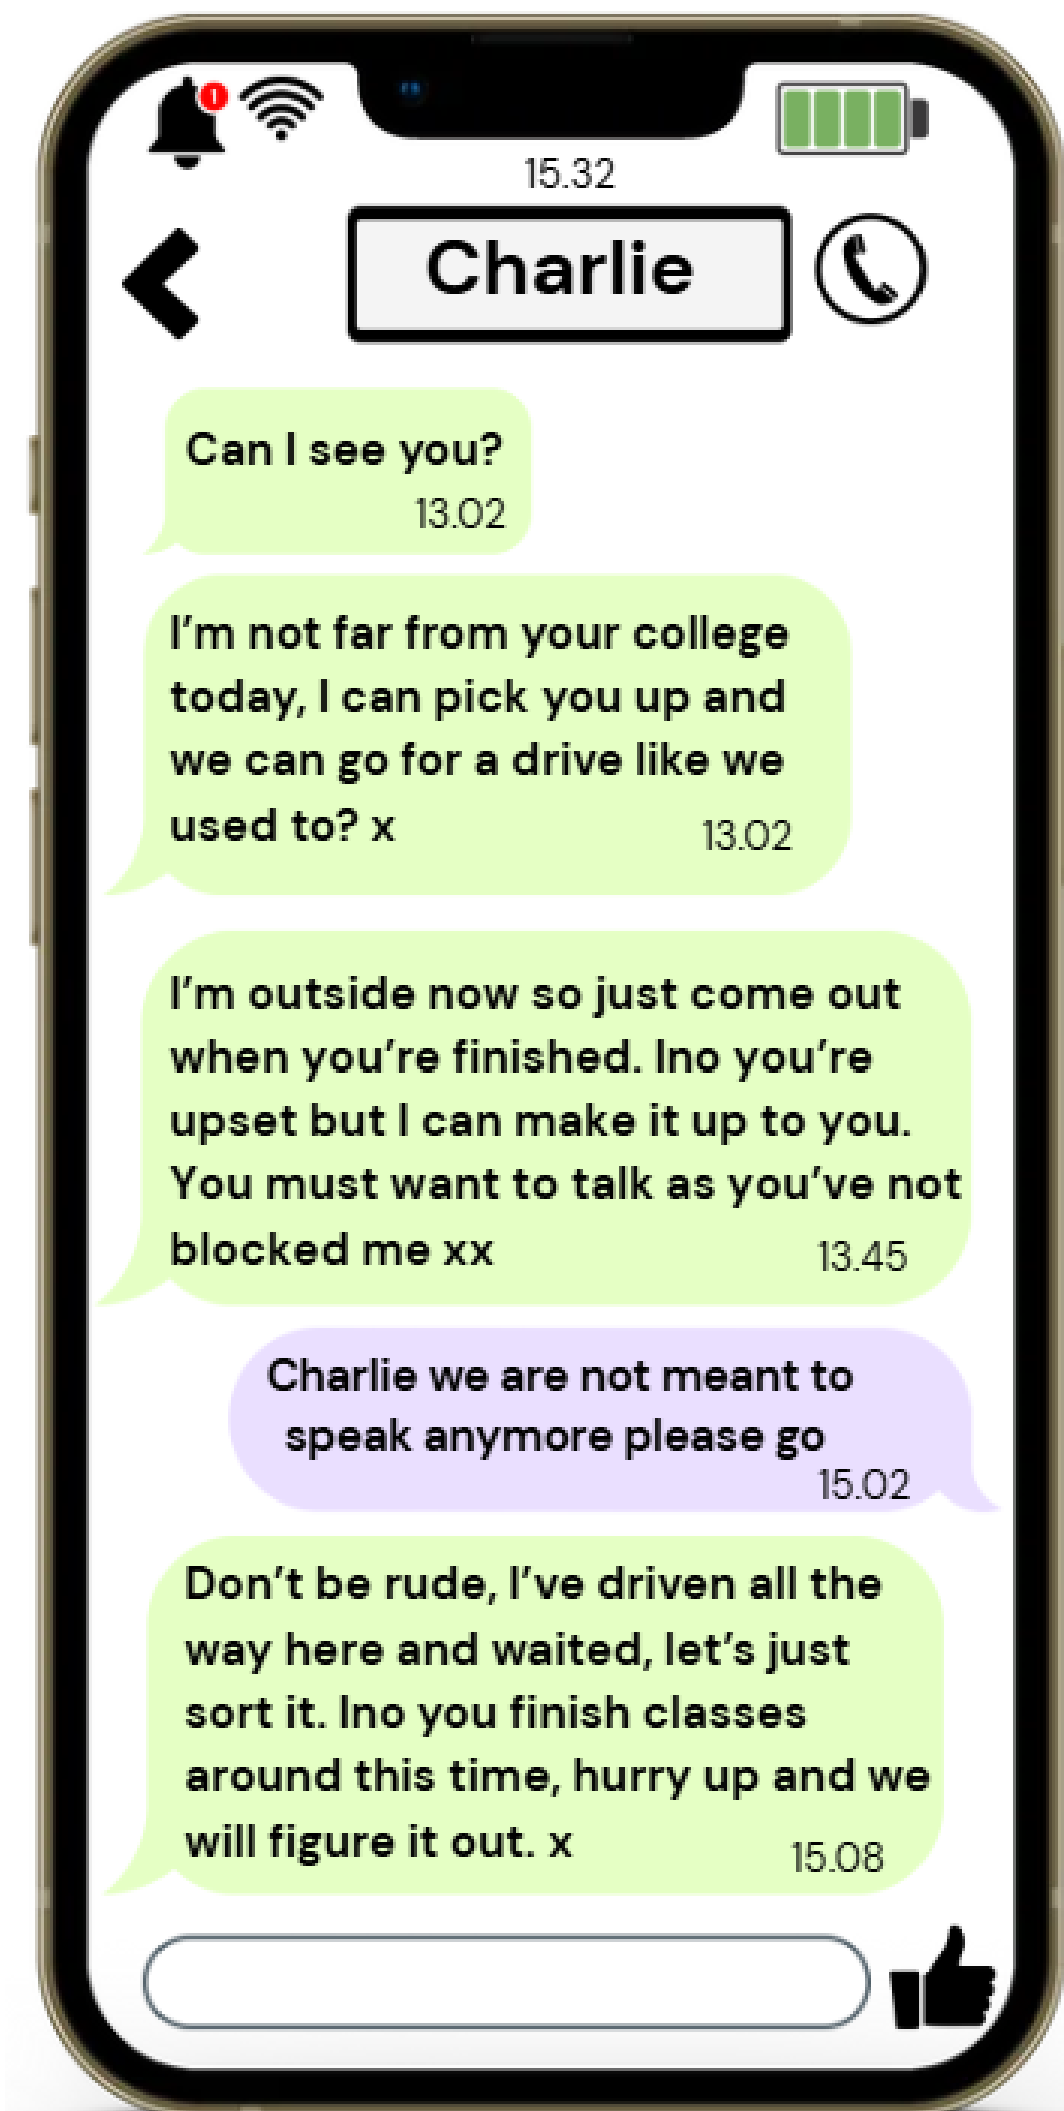 1
15.32
Charlie
Can I see you?
13.02
I'm not far from your college
today, I can pick you up and
we can go for a drive like we
used to? x
13.02
I'm outside now so just come out
when you're finished. Ino you're
upset but I can make it up to you.
You must want to talk as you've not
blocked me xx
13.45
Charlie we are not meant to
speak anymore please go
15.02
Don't be rude, I've driven all the
way here and waited, let's just
sort it. Ino you finish classes
around this time, hurry up and we
will figure it out. x
15.08